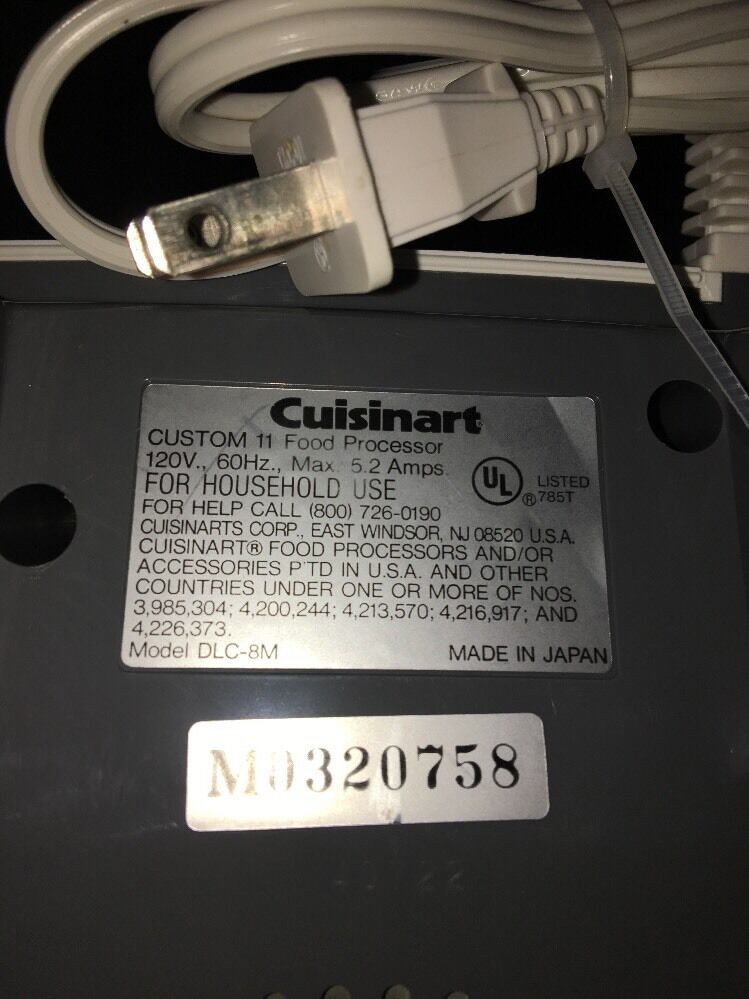 Cuisinart
CUSTOM 11 Food Processor
120V., 60Hz., Max. 5.2 Amps
FOR HOUSEHOLD USE
UL ® LISTED
785T
FOR HELP CALL (800) 726-0190
CUISINARTS CORP., EAST WINDSOR, NJ 08520 U.S.A.
CUISINART® FOOD PROCESSORS AND/OR
ACCESSORIES P'TD IN U.S.A. AND OTHER
COUNTRIES UNDER ONE OR MORE OF NOS.
3,985,304; 4,200,244; 4,213,570; 4,216,917; AND
4,226,373.
Model DLC-8M MADE IN JAPAN
M0320758